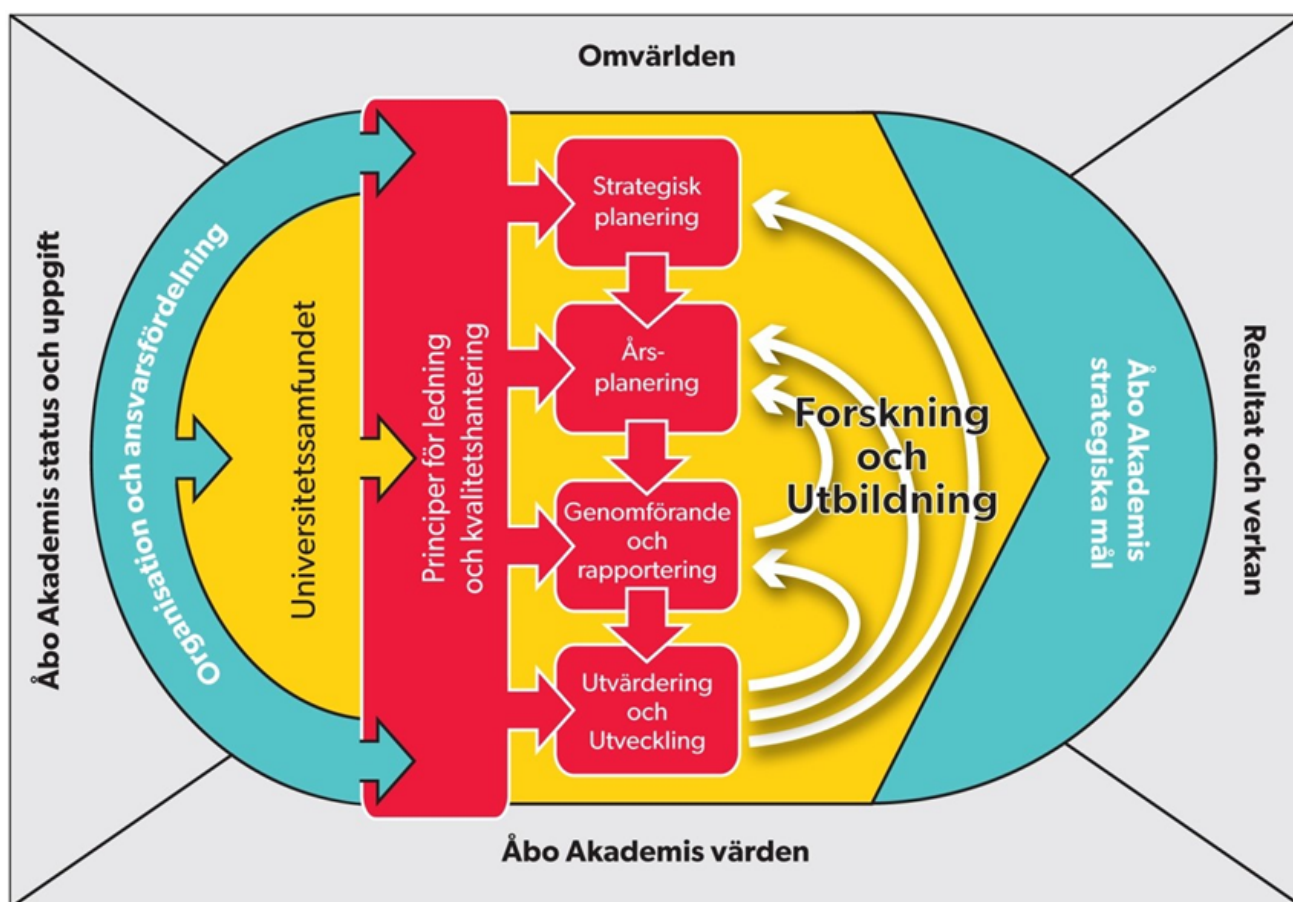 Omvärlden
Åbo Akademis status och uppgift
Organisation och ansvarsfördelning
Universitetssamfundet
Principer för ledning
och kvalitetshantering
Strategisk
planering
Års-
planering
Genomförande
och
rapportering
Utvärdering
och
Utveckling
Forskning
och
Utbildning
Åbo Akademis
strategiska mål
Resultat och verkan
Åbo Akademis värden